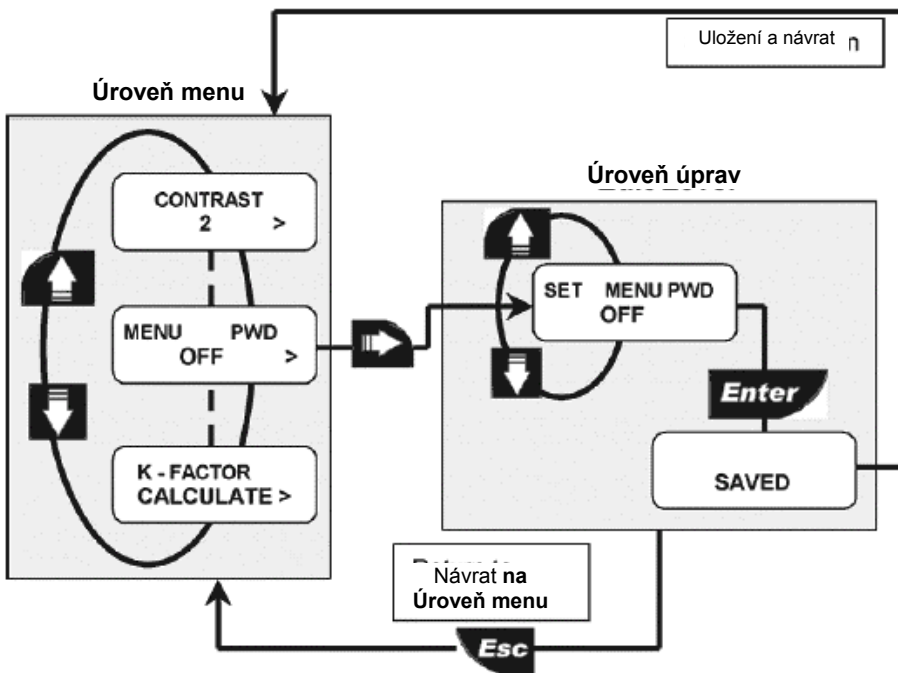 Uložení a návrat
Úroveň menu
Úroveň úprav
CONTRAST
2 >
SET MENU PWD
OFF
MENU PWD
OFF >
Enter
K - FACTOR
CALCULATE >
SAVED
Návrat na
Úroveň menu
Esc